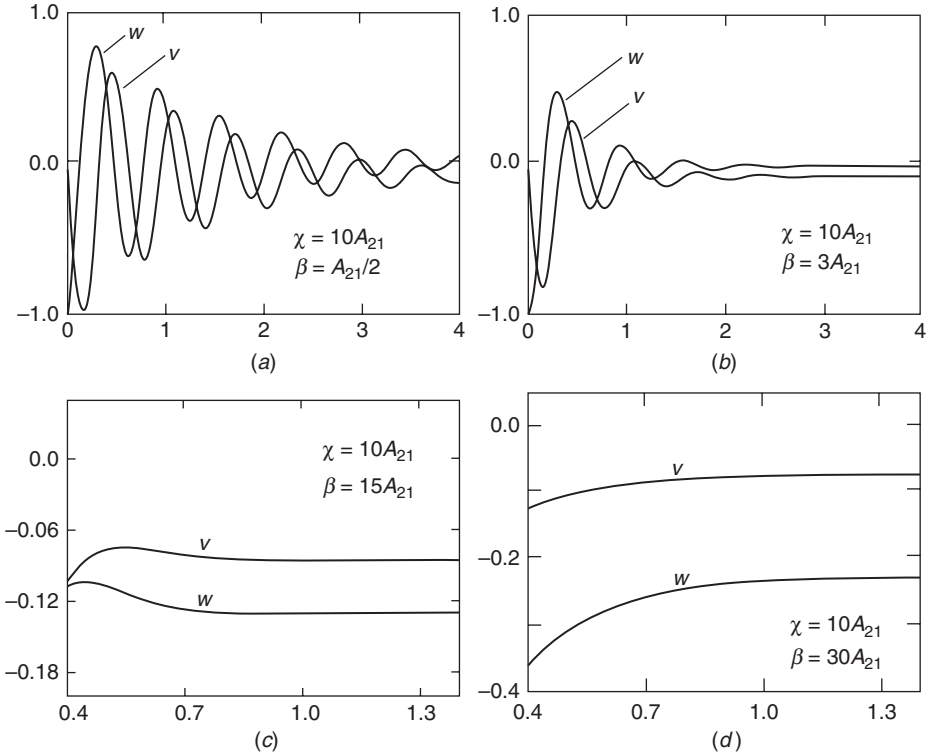 1.0
w
v
0.0
χ = 10A21
β = A21/2
–1.0
0 1 2 3 4
(a)
1.0
w
v
0.0
χ = 10A21
β = 3A21
–1.0
0 1 2 3 4
(b)
0.0
χ = 10A21
β = 15A21
–0.06
v
–0.12
w
–0.18
0.4 0.7 1.0 1.3
(c)
0.0
v
–0.2
w
χ = 10A21
β = 30A21
–0.4
0.4 0.7 1.0 1.3
(d)